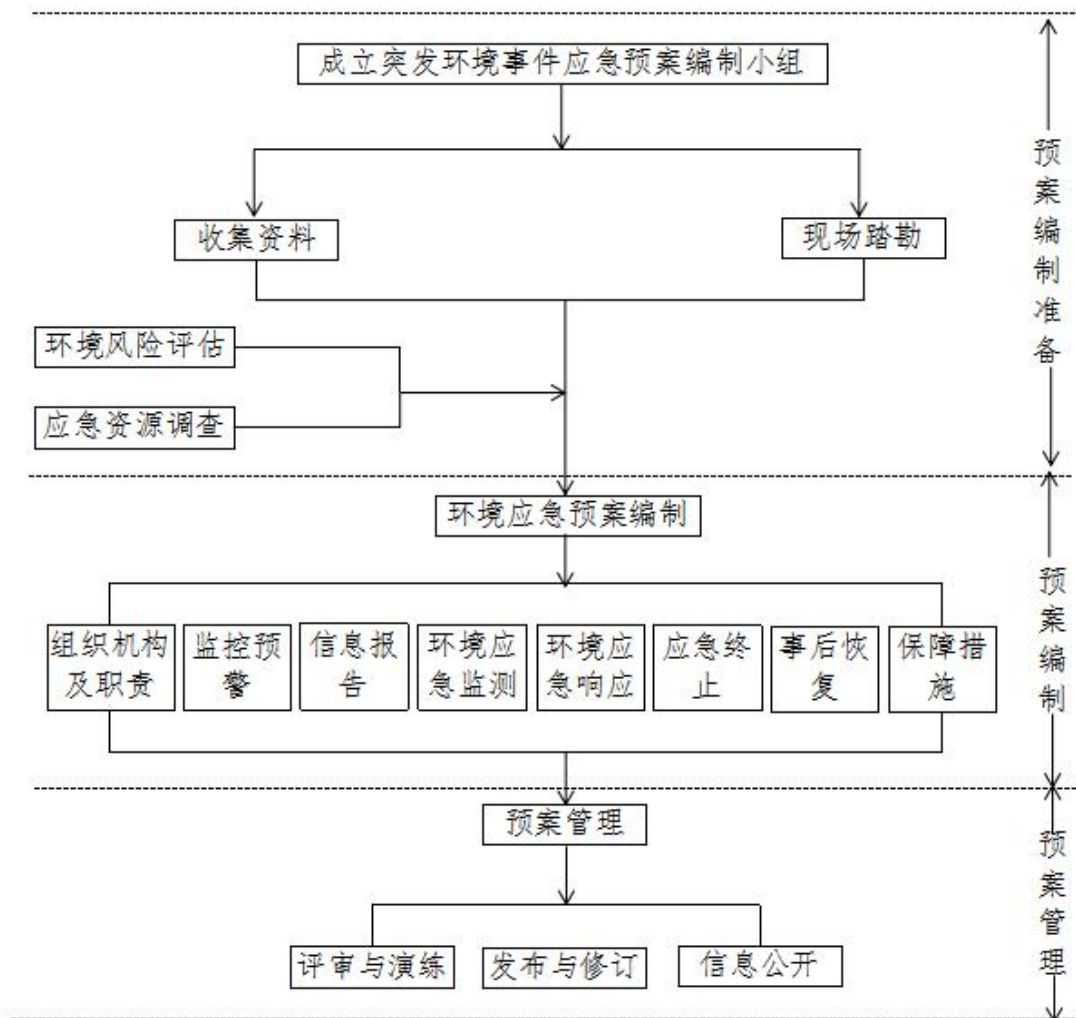 成立突发环境事件应急预案编制小组
收集资料
现场踏勘
环境风险评估
应急资源调查
预案编制准备
环境应急预案编制
组织机构
及职责
监控预
警
信息报
告
环境应
急监测
环境应
急响应
应急终
止
事后恢
复
保障措
施
预案编制
预案管理
评审与演练
发布与修订
信息公开
预案管理